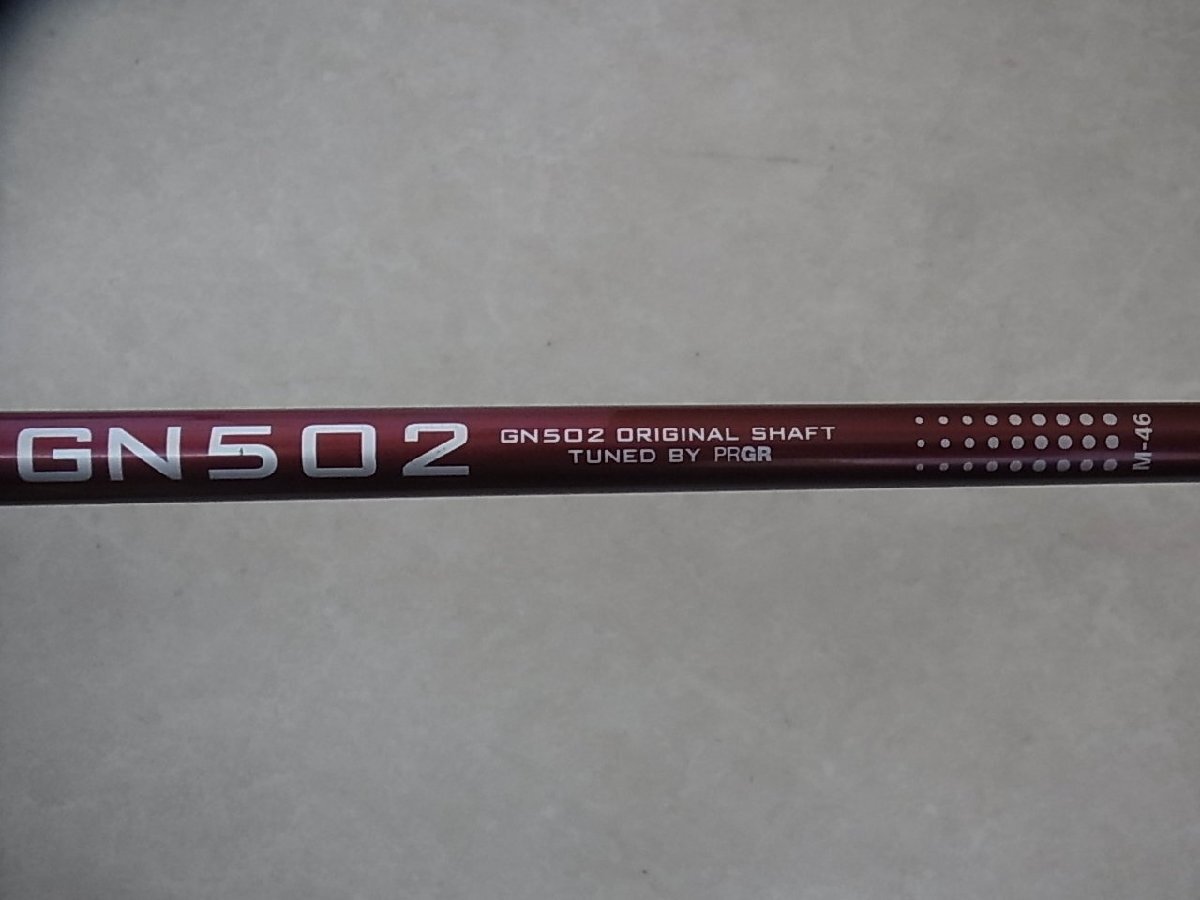 GN502
GN502 ORIGINAL SHAFT
TUNED BY PRGR
M-46